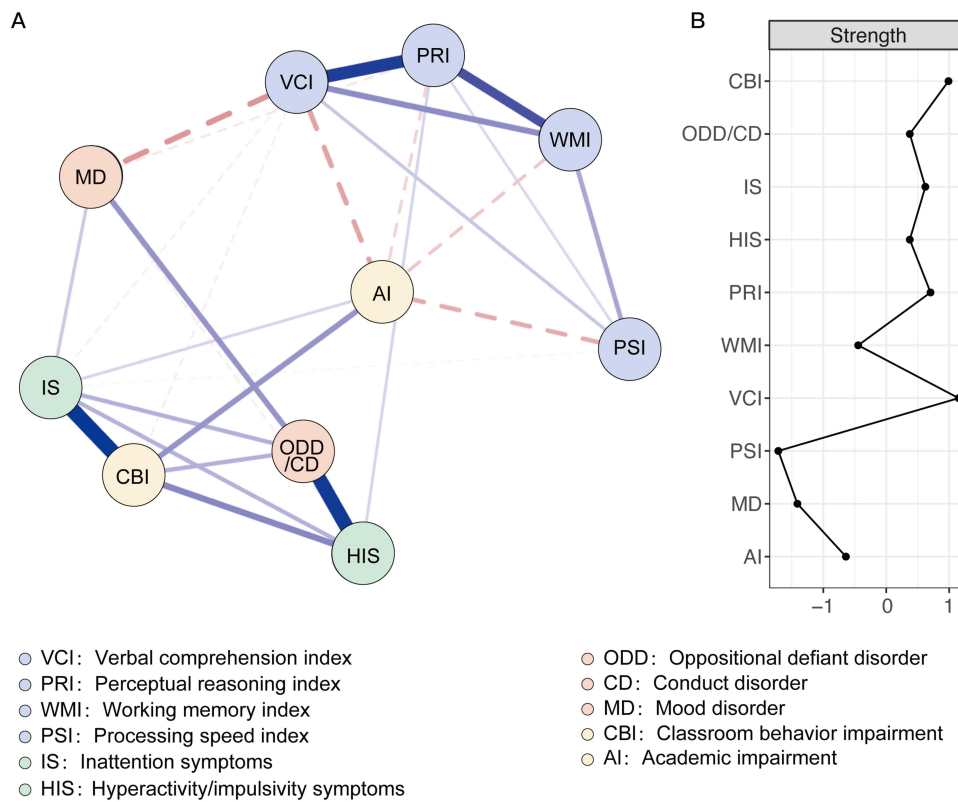 A
VCI
PRI
WMI
MD
AI
PSI
IS
CBI
ODD
/CD
HIS
B
Strength
CBI
ODD/CD
IS
HIS
PRI
WMI
VCI
PSI
MD
AI
−1 0 1
VCI: Verbal comprehension index
PRI: Perceptual reasoning index
WMI: Working memory index
PSI: Processing speed index
IS: Inattention symptoms
HIS: Hyperactivity/impulsivity symptoms
ODD: Oppositional defiant disorder
CD: Conduct disorder
MD: Mood disorder
CBI: Classroom behavior impairment
AI: Academic impairment